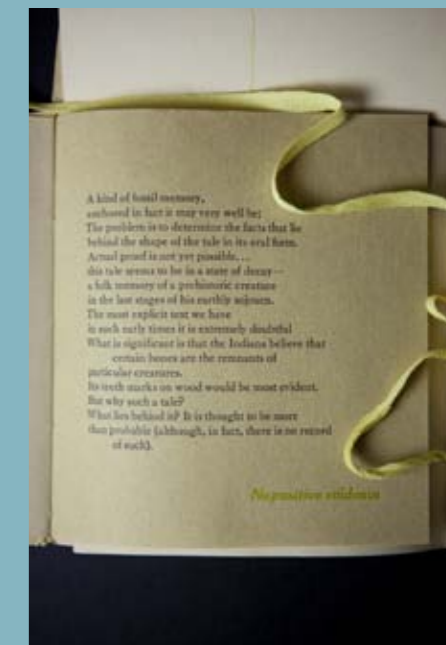 A kind of fossil memory,
anchored in fact it may very well be;
The problem is to determine the facts that lie
behind the shape of the tale in its oral form.
Actual proof is not yet possible...
this tale seems to be in a state of decay—
a folk memory of a prehistoric creature
in the last stages of his earthly sojourn.
The most explicit text we have
in such early times it is extremely doubtful
What is significant is that the Indians believe that
certain bones are the remnants of
particular creatures.
Its teeth marks on wood would be most evident.
But why such a tale?
What lies behind it? It is thought to be more
than probable (although, in fact, there is no record
of such).
No positive evidence